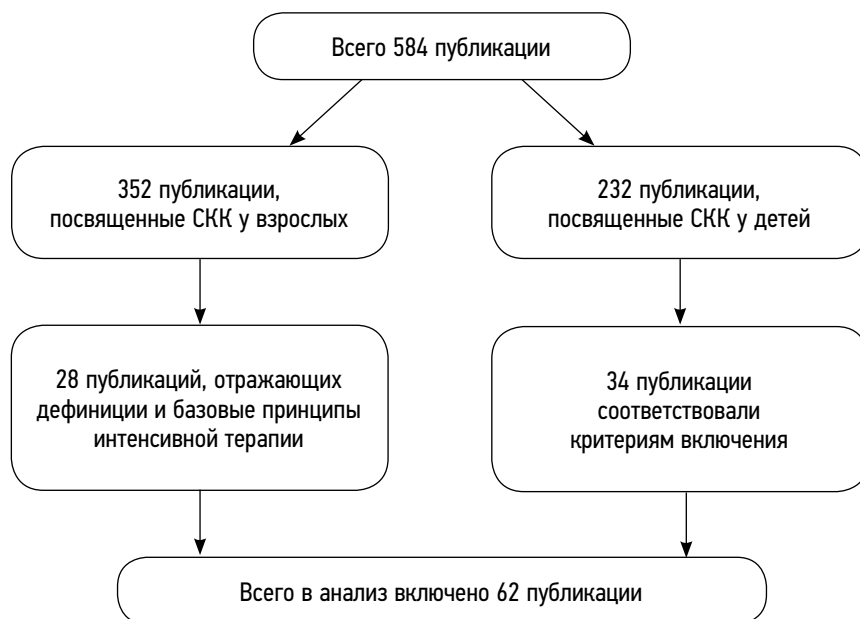 Всего 584 публикации
352 публикации,
посвященные СКК у взрослых
232 публикации,
посвященные СКК у детей
28 публикаций, отражающих
дефиниции и базовые принципы
интенсивной терапии
34 публикации
соответствовали
критериям включения
Всего в анализ включено 62 публикации